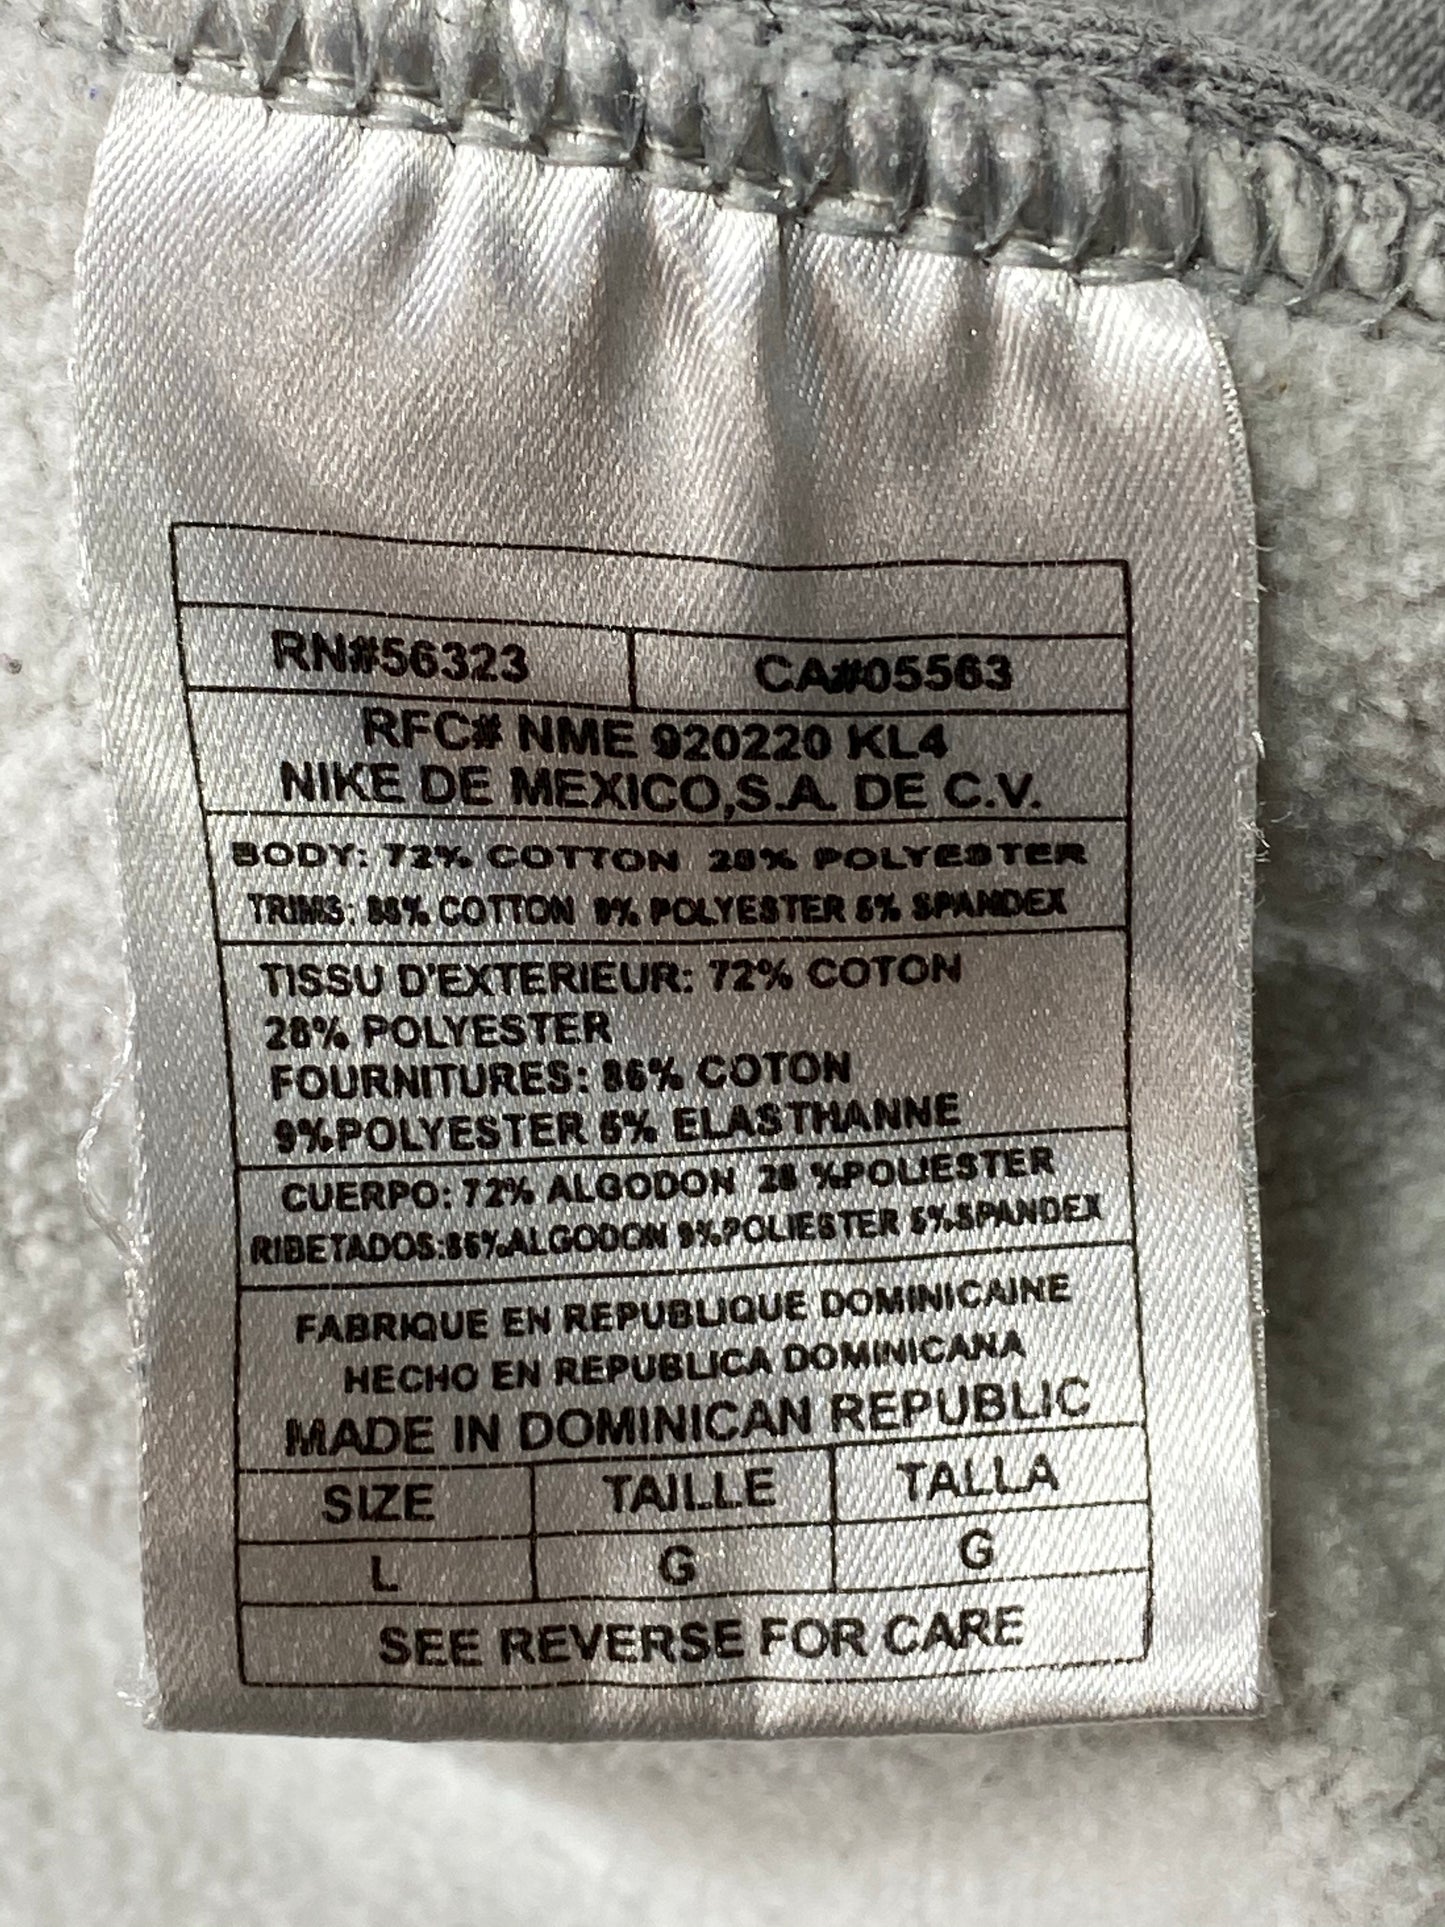 RN#56323 CA#05563
RFC# NME 920220 KL4
NIKE DE MEXICO,S.A. DE C.V.
BODY: 72% COTTON 28% POLYESTER
TRIMS: 86% COTTON 9% POLYESTER 5% SPANDEX
TISSU D'EXTERIEUR: 72% COTON
28% POLYESTER
FOURNITURES: 86% COTON
9%POLYESTER 5% ELASTHANNE
CUERPO: 72% ALGODON 28 %POLIESTER
RIBETADOS:86%ALGODON 9%POLIESTER 5%SPANDEX
FABRIQUE EN REPUBLIQUE DOMINICAINE
HECHO EN REPUBLICA DOMINICANA
MADE IN DOMINICAN REPUBLIC
SIZE TAILLE TALLA
L G G
SEE REVERSE FOR CARE